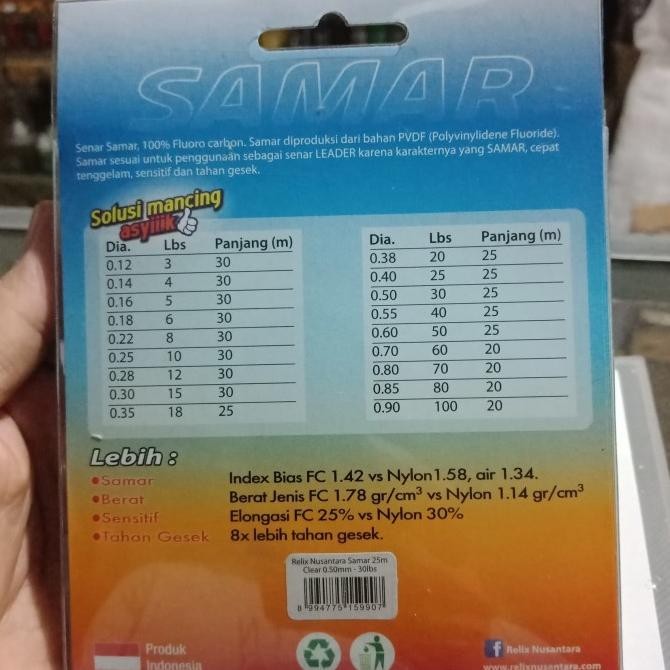 SAMAR
Senar Samar, 100% Fluoro carbon. Samar diproduksi dari bahan PVDF (Polyvinylidene Fluoride).
Samar sesuai untuk penggunaan sebagai senar LEADER karena karakternya yang SAMAR, cepat
tenggelam, sensitif dan tahan gesek.
Solusi mancing
asyiiik
Dia. Lbs Panjang (m)
0.12 3 30
0.14 4 30
0.16 5 30
0.18 6 30
0.22 8 30
0.25 10 30
0.28 12 30
0.30 15 30
0.35 18 25
Dia. Lbs Panjang (m)
0.38 20 25
0.40 25 25
0.50 30 25
0.55 40 25
0.60 50 25
0.70 60 20
0.80 70 20
0.85 80 20
0.90 100 20
Lebih :
•Samar Index Bias FC 1.42 vs Nylon1.58, air 1.34.
•Berat Berat Jenis FC 1.78 gr/cm³ vs Nylon 1.14 gr/cm³
•Sensitif Elongasi FC 25% vs Nylon 30%
•Tahan Gesek 8x lebih tahan gesek.
Relix Nusantara Samar 25m
Clear 0.50mm - 30lbs
8 994775 159907
Produk
Indonesia
f Relix Nusantara
www.relixnusantara